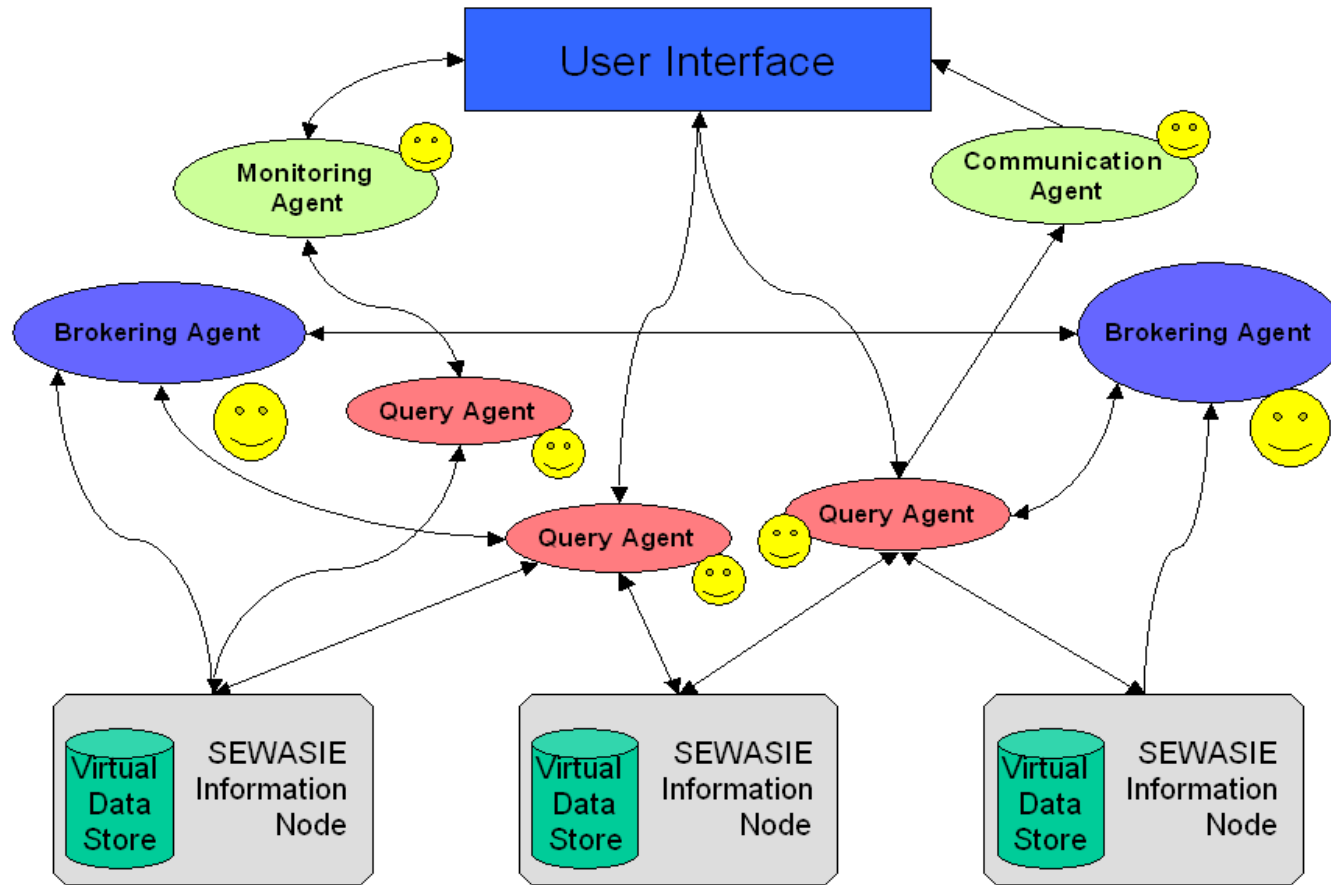 User Interface
Monitoring
Agent
Communication
Agent
Brokering Agent
Brokering Agent
Query Agent
Query Agent
Query Agent
Virtual
Data
Store
SEWASIE
Information
Node
Virtual
Data
Store
SEWASIE
Information
Node
Virtual
Data
Store
SEWASIE
Information
Node